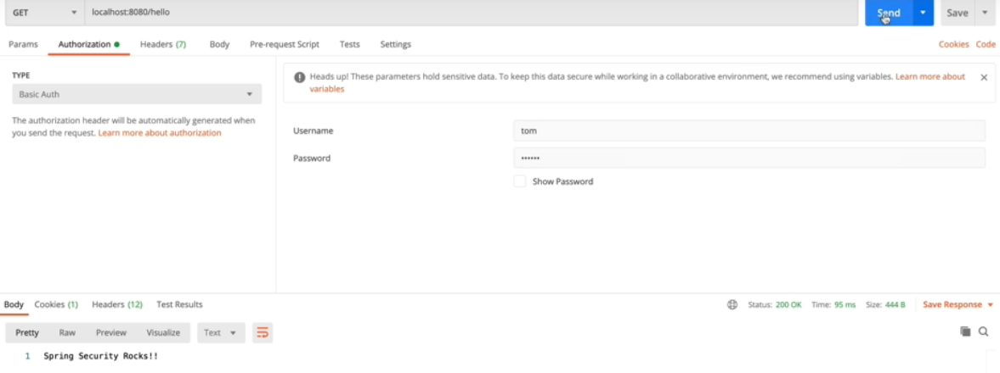 GET localhost:8080/hello Send Save
Params Authorization Headers (7) Body Pre-request Script Tests Settings Cookies Code
TYPE
Basic Auth
The authorization header will be automatically generated when
you send the request. Learn more about authorization
Heads up! These parameters hold sensitive data. To keep this data secure while working in a collaborative environment, we recommend using variables. Learn more about
variables
Username tom
Password ••••••
Show Password
Body Cookies (1) Headers (12) Test Results Status: 200 OK Time: 95 ms Size: 444 B Save Response
Pretty Raw Preview Visualize Text
1 Spring Security Rocks!!